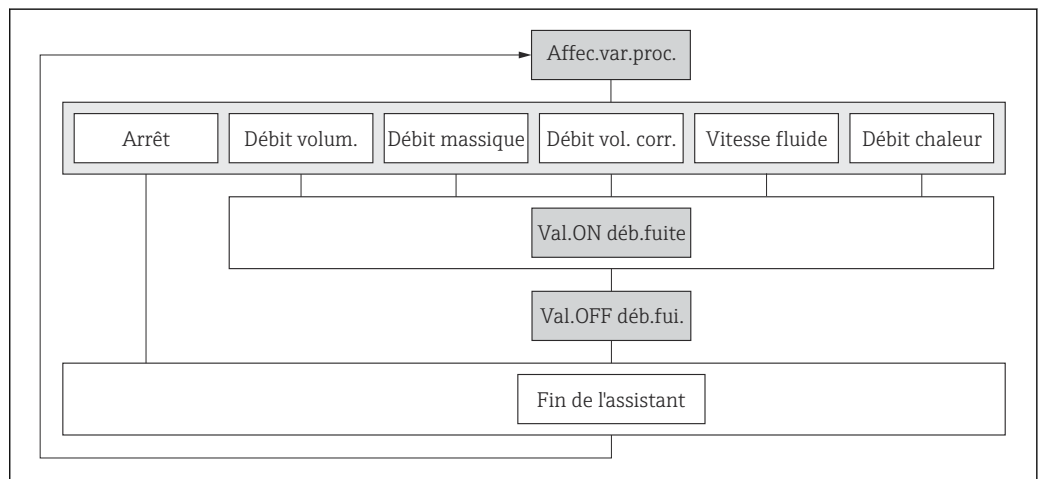 Affec.var.proc.
Arrêt
Débit volum.
Débit massique
Débit vol. corr.
Vitesse fluide
Débit chaleur
Val.ON déb.fuite
Val.OFF déb.fui.
Fin de l'assistant